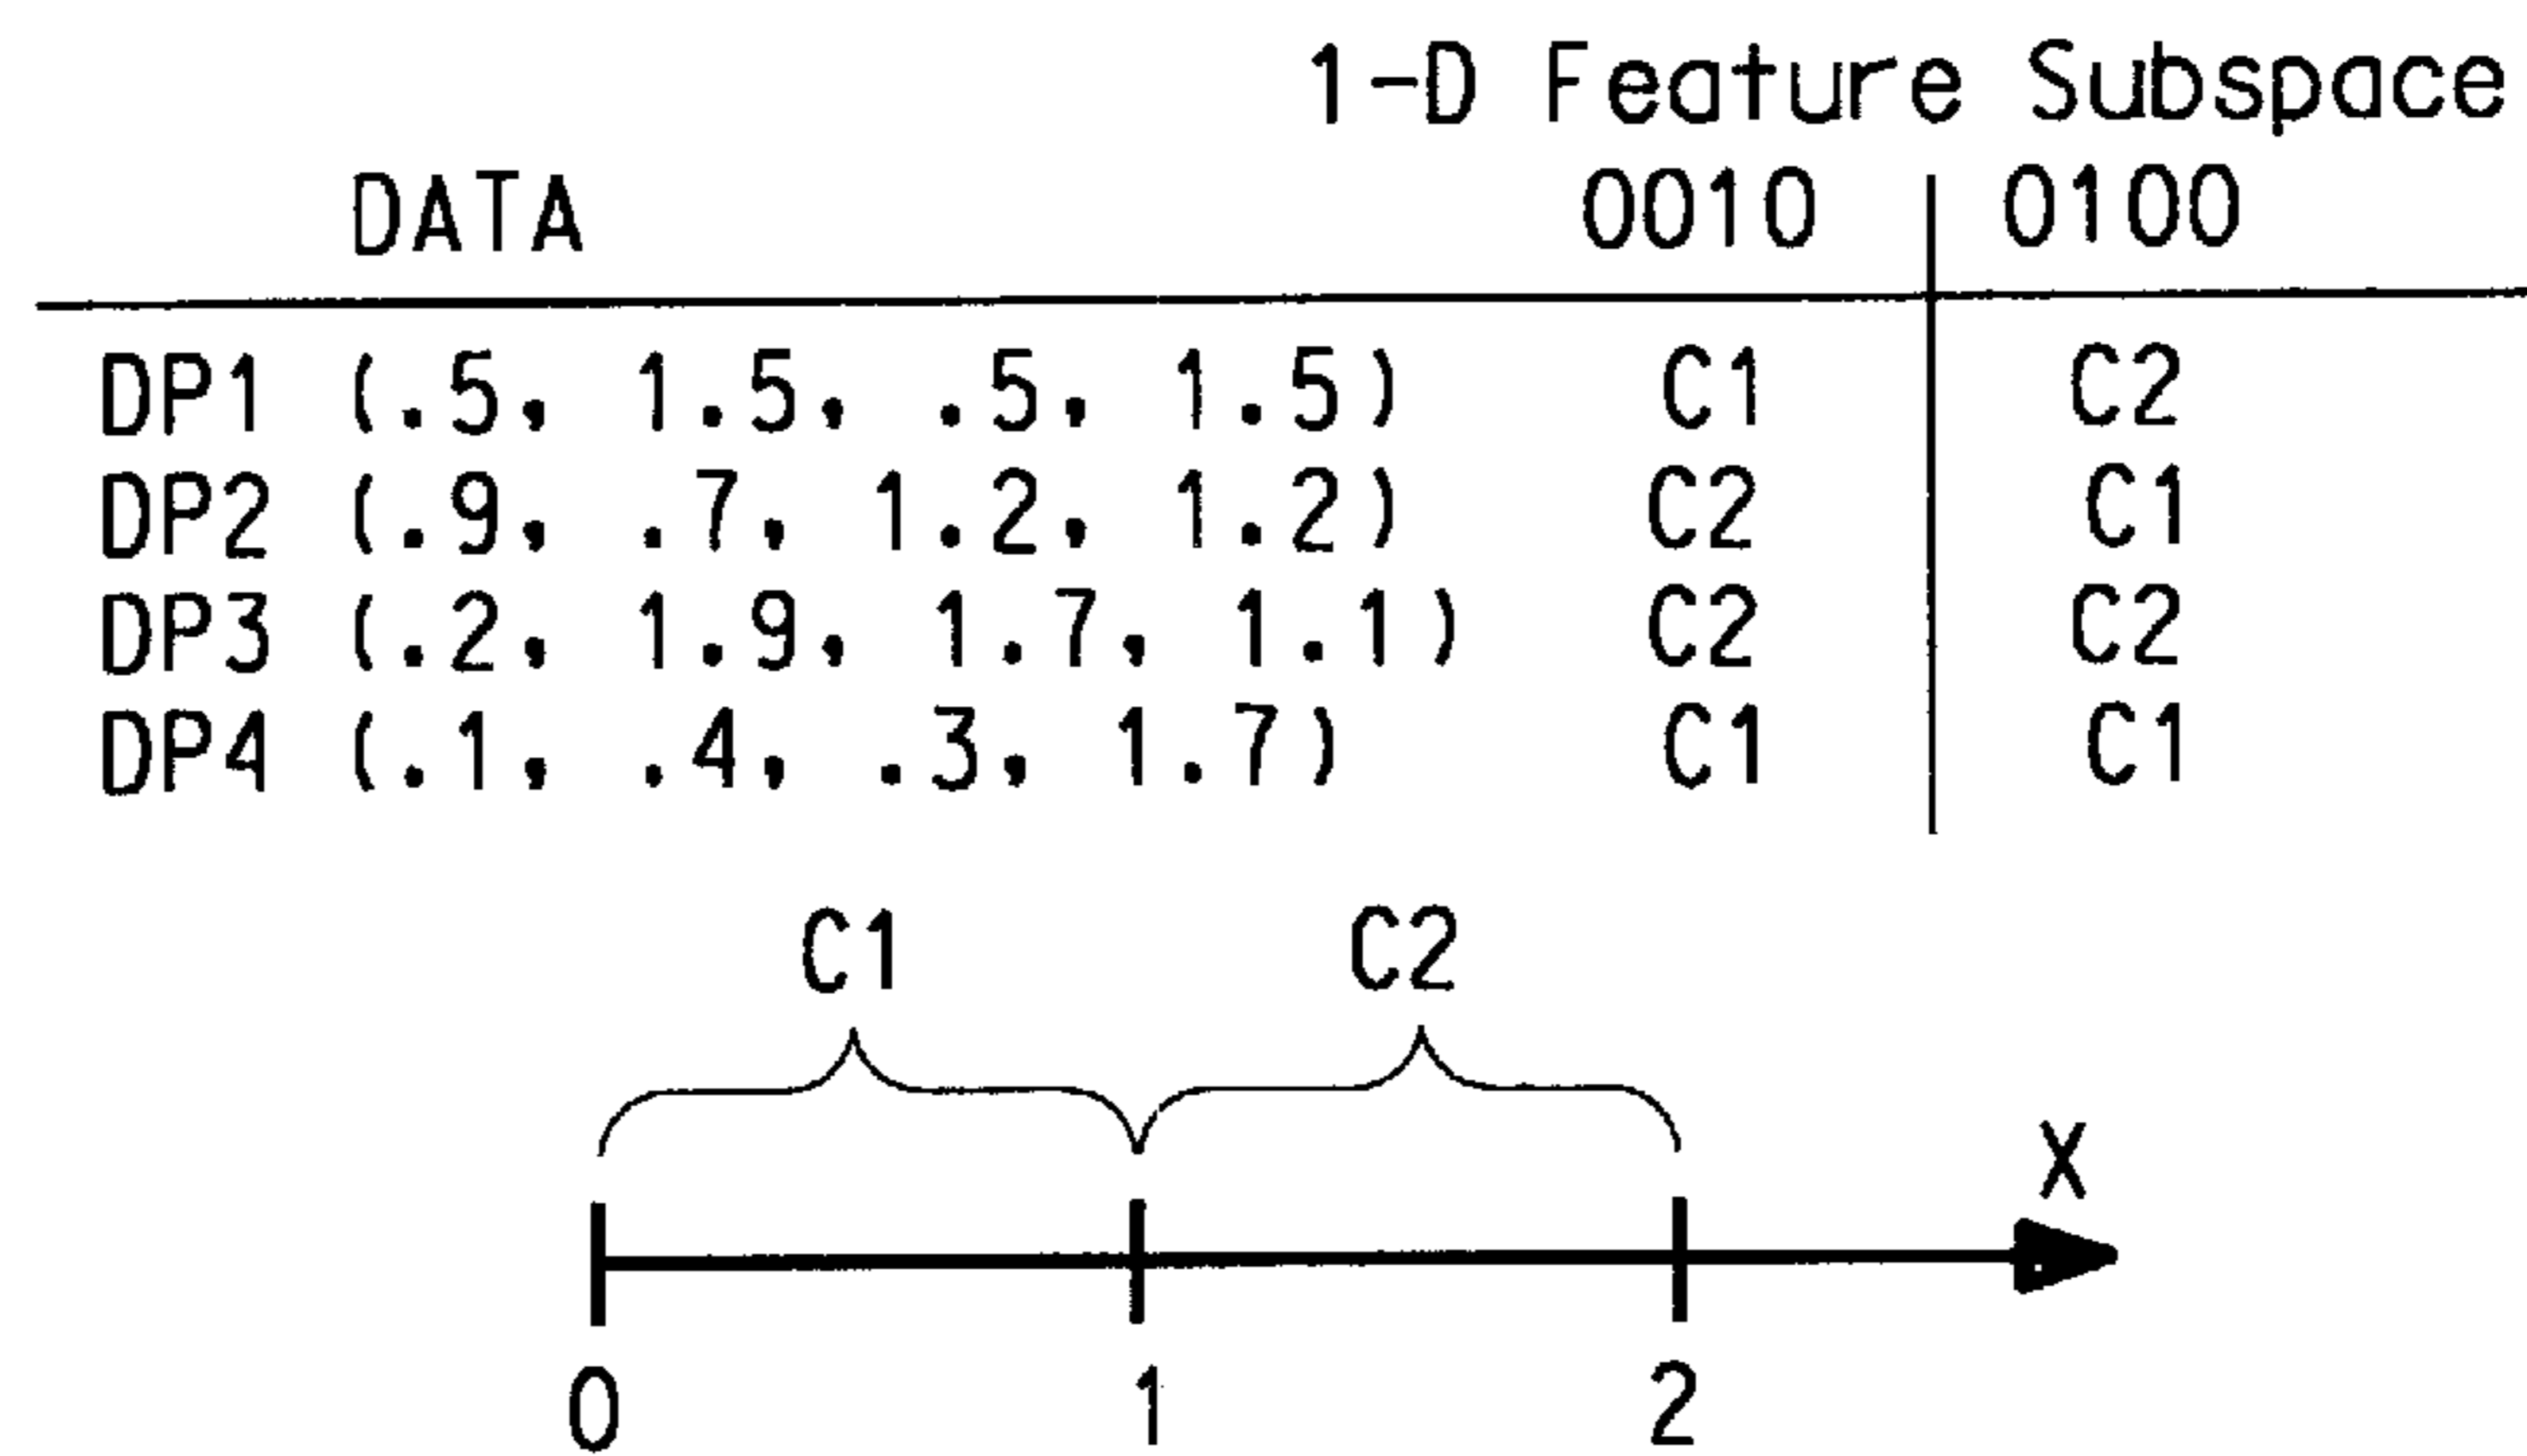 1-D Feature Subspace
DATA 0010 0100
DP1 (.5, 1.5, .5, 1.5) C1 C2
DP2 (.9, .7, 1.2, 1.2) C2 C1
DP3 (.2, 1.9, 1.7, 1.1) C2 C2
DP4 (.1, .4, .3, 1.7) C1 C1
C1 C2
X
0 1 2